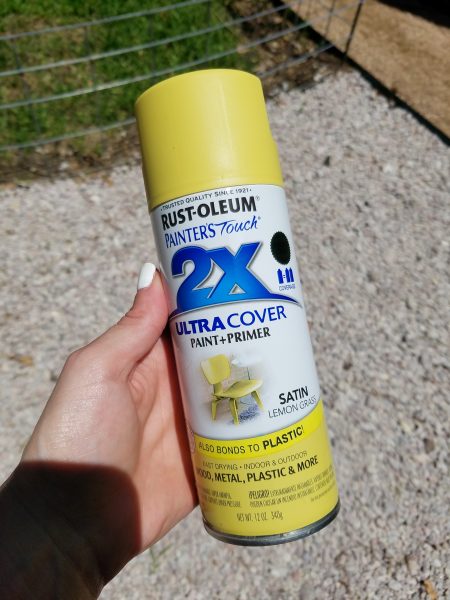 TRUSTED QUALITY SINCE 1921
RUST-OLEUM®
PAINTER'S Touch®
2X
COVERAGE
ULTRA COVER
PAINT+PRIMER
SATIN
LEMON GRASS
ALSO BONDS TO PLASTIC!
FAST DRYING • INDOOR & OUTDOOR
WOOD, METAL, PLASTIC & MORE
¡PELIGRO!
NET WT. 12 OZ. 340g